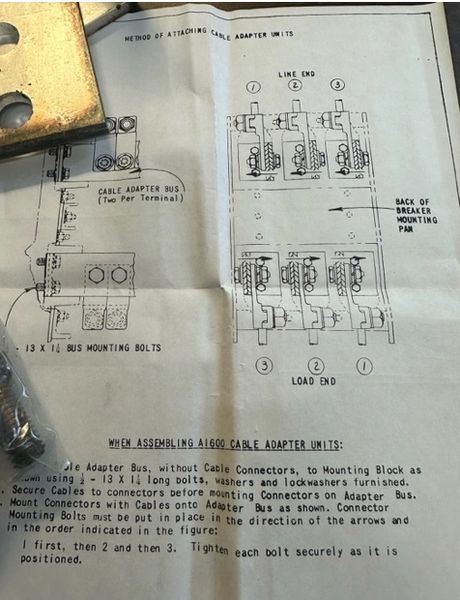 METHOD OF ATTACHING CABLE ADAPTER UNITS
LINE END
1 2 3
CABLE ADAPTER BUS
(Two Per Terminal)
BACK OF
BREAKER
MOUNTING
PAN
- 13 X 1¼ BUS MOUNTING BOLTS
3 2 1
LOAD END
WHEN ASSEMBLING A1600 CABLE ADAPTER UNITS:
Adapter Bus, without Cable Connectors, to Mounting Block as
using ½ - 13 X 1¼ long bolts, washers and lockwashers furnished.
. Secure Cables to connectors before mounting Connectors on Adapter Bus.
. Mount Connectors with Cables onto Adapter Bus as shown. Connector
Mounting Bolts must be put in place in the direction of the arrows and
in the order indicated in the figure:
1 first, then 2 and then 3. Tighten each bolt securely as it is
positioned.